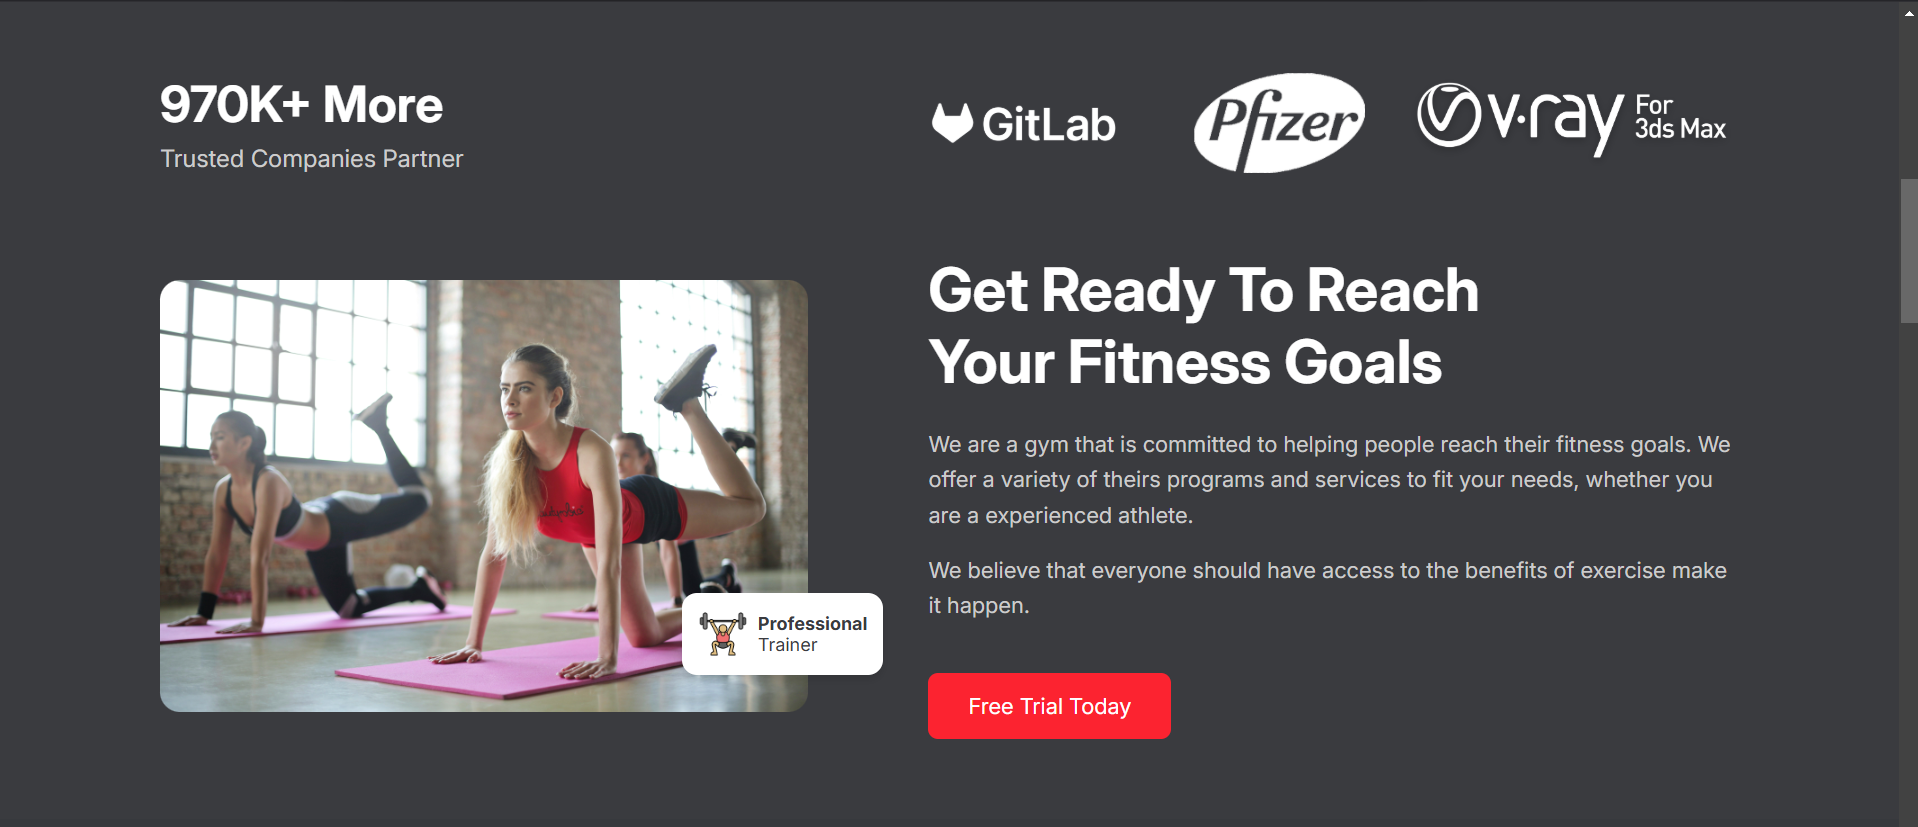 970K+ More
Trusted Companies Partner
GitLab
Pfizer
v.ray For
3ds Max
Get Ready To Reach
Your Fitness Goals
We are a gym that is committed to helping people reach their fitness goals. We
offer a variety of theirs programs and services to fit your needs, whether you
are a experienced athlete.
We believe that everyone should have access to the benefits of exercise make
it happen.
Professional
Trainer
Free Trial Today